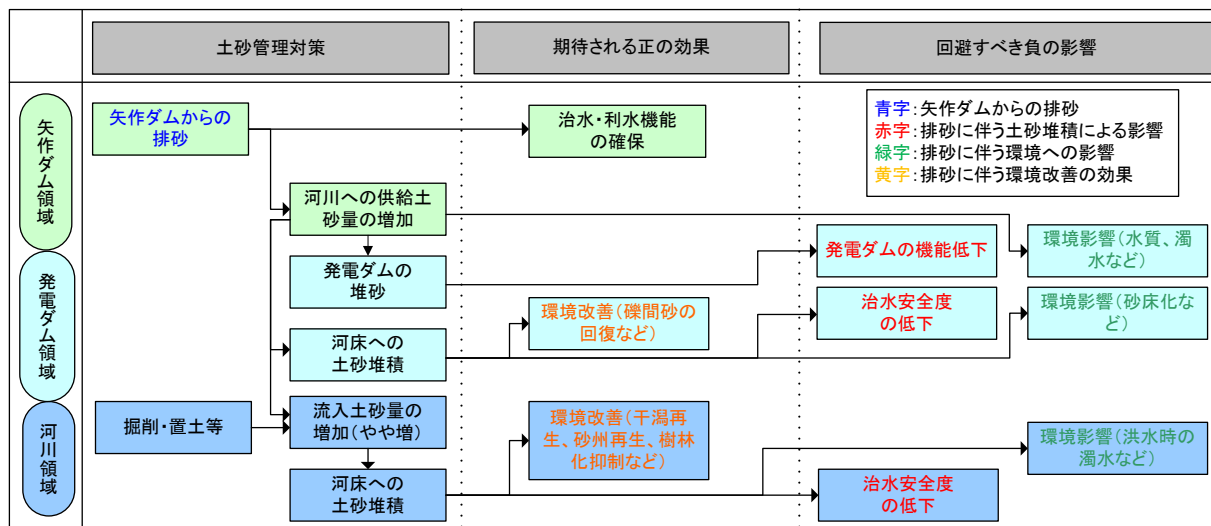 土砂管理対策
期待される正の効果
回避すべき負の影響
矢作ダム領域
矢作ダムからの
排砂
治水・利水機能
の確保
青字:矢作ダムからの排砂
赤字:排砂に伴う土砂堆積による影響
緑字:排砂に伴う環境への影響
黄字:排砂に伴う環境改善の効果
河川への供給土
砂量の増加
発電ダム領域
発電ダムの
堆砂
発電ダムの機能低下
環境影響(水質、濁
水など)
河床への
土砂堆積
環境改善(礫間砂の
回復など)
治水安全度
の低下
環境影響(砂床化な
ど)
河川領域
掘削・置土等
流入土砂量の
増加(やや増)
環境改善(干潟再
生、砂州再生、樹林
化抑制など)
環境影響(洪水時の
濁水など)
河床への
土砂堆積
治水安全度
の低下